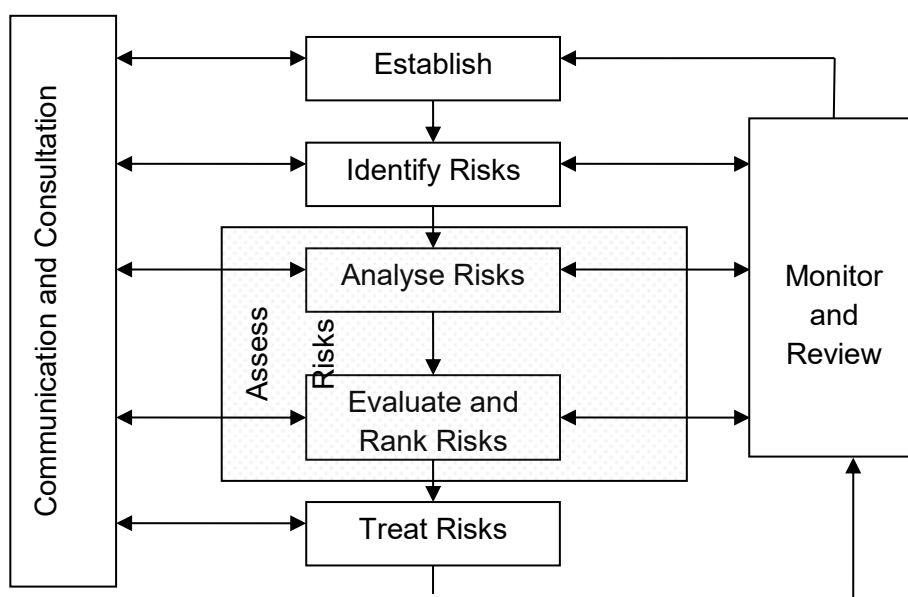 Communication and Consultation
Establish
Identify Risks
Assess
Risks
Analyse Risks
Evaluate and
Rank Risks
Treat Risks
Monitor
and
Review